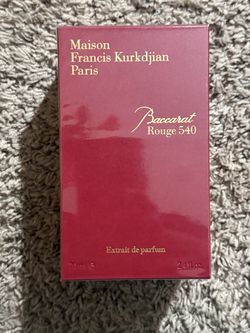 Maison
Francis Kurkdjian
Paris
Baccarat
Rouge 540
Extrait de parfum